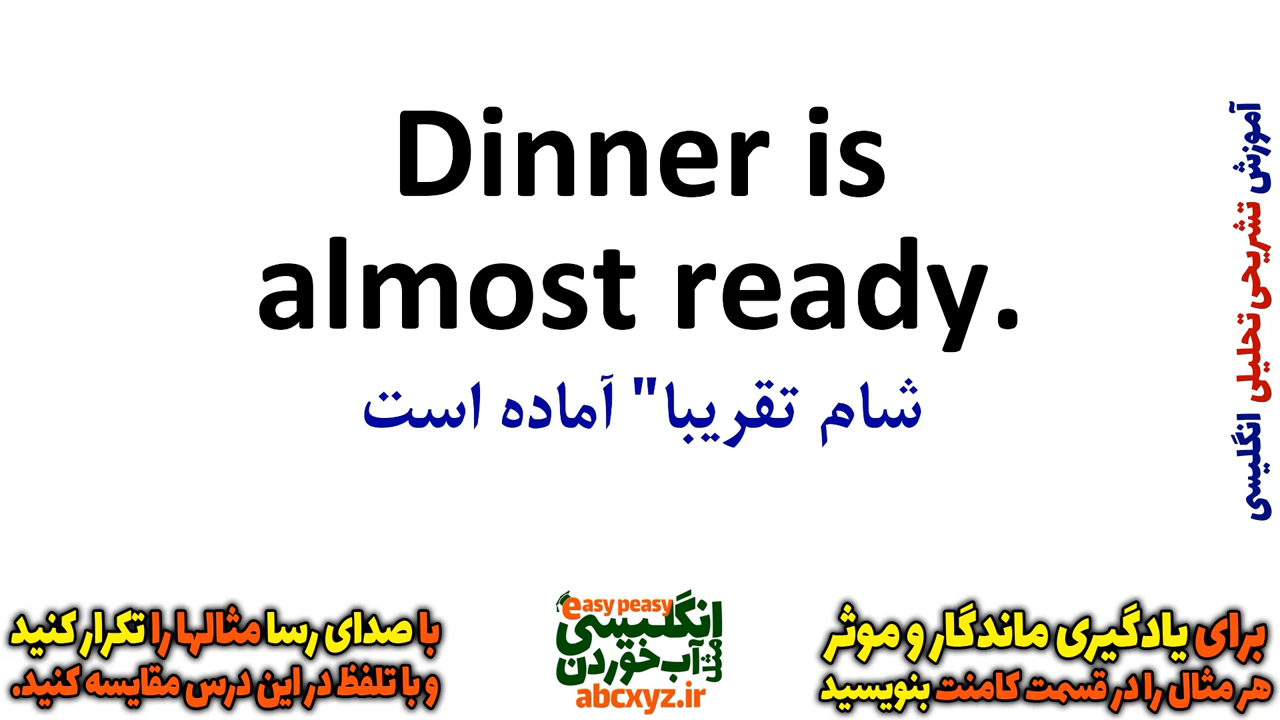 Dinner is
almost ready.
شام تقریبا" آماده است
آموزش تشریحی تحلیلی انگلیسی
با صدای رسا مثالها را تکرار کنید
و با تلفظ در این درس مقایسه کنید.
easy peasy
انگلیسی
مثل آب خوردن
abcxyz.ir
برای یادگیری ماندگار و موثر
هر مثال را در قسمت کامنت بنویسید